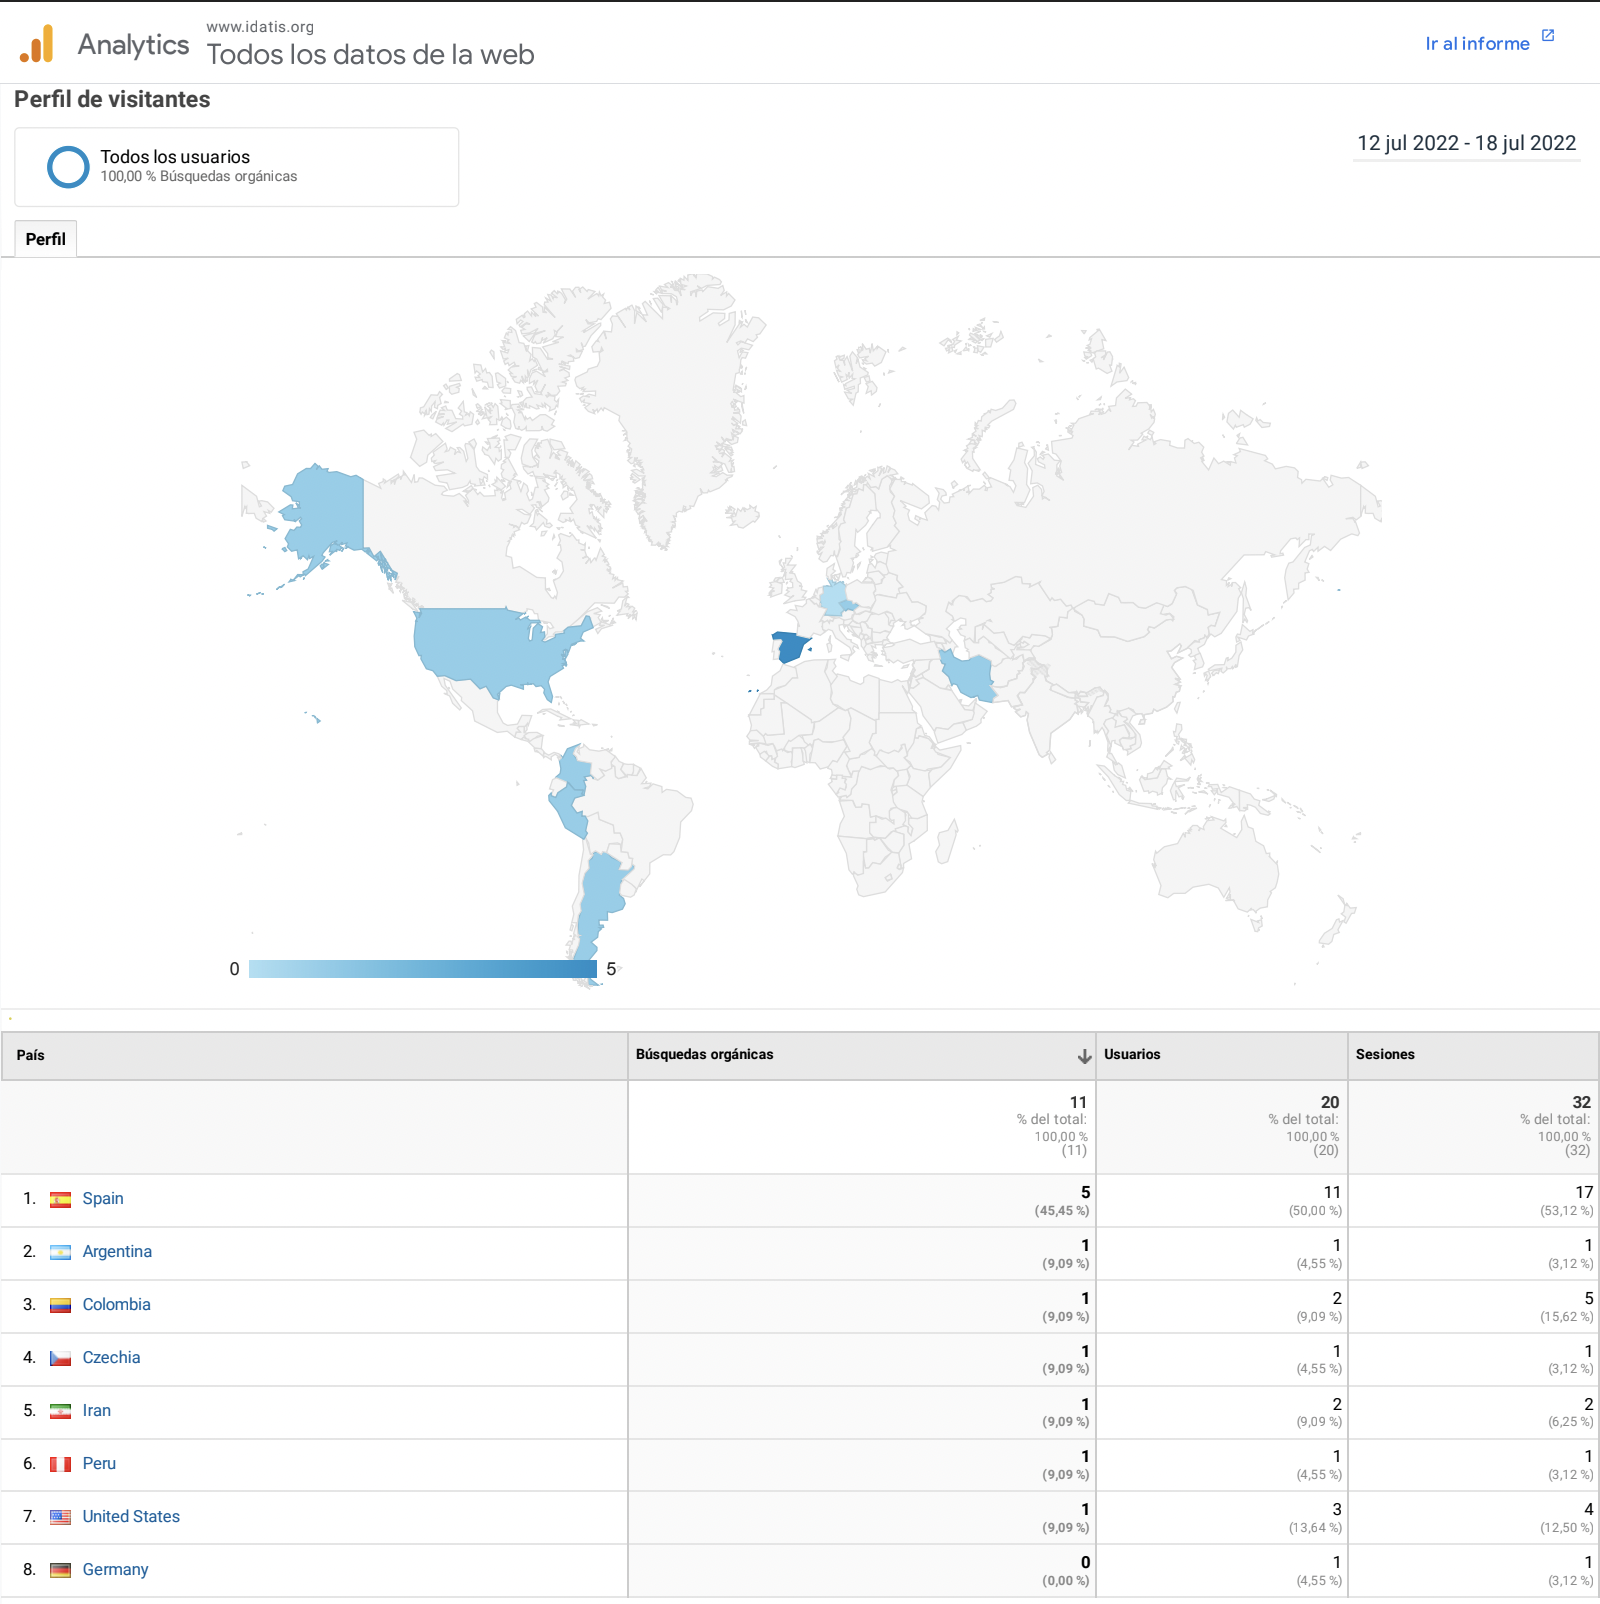 Analytics
www.idatis.org
Todos los datos de la web
Ir al informe
Perfil de visitantes
Todos los usuarios
100,00 % Búsquedas orgánicas
12 jul 2022 - 18 jul 2022
Perfil
0
5
País
Búsquedas orgánicas
Usuarios
Sesiones
11
% del total:
100,00 %
(11)
20
% del total:
100,00 %
(20)
32
% del total:
100,00 %
(32)
1. Spain 5 11 17
(45,45 %) (50,00 %) (53,12 %)
2. Argentina 1 1 1
(9,09 %) (4,55 %) (3,12 %)
3. Colombia 1 2 5
(9,09 %) (9,09 %) (15,62 %)
4. Czechia 1 1 1
(9,09 %) (4,55 %) (3,12 %)
5. Iran 1 2 2
(9,09 %) (9,09 %) (6,25 %)
6. Peru 1 1 1
(9,09 %) (4,55 %) (3,12 %)
7. United States 1 3 4
(9,09 %) (13,64 %) (12,50 %)
8. Germany 0 1 1
(0,00 %) (4,55 %) (3,12 %)